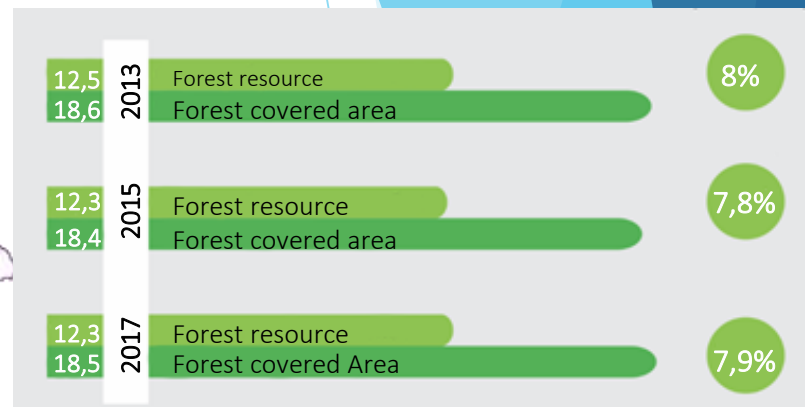 12,5 2013 Forest resource 8%
18,6 Forest covered area
12,3 2015 Forest resource 7,8%
18,4 Forest covered area
12,3 2017 Forest resource
18,5 Forest covered Area 7,9%